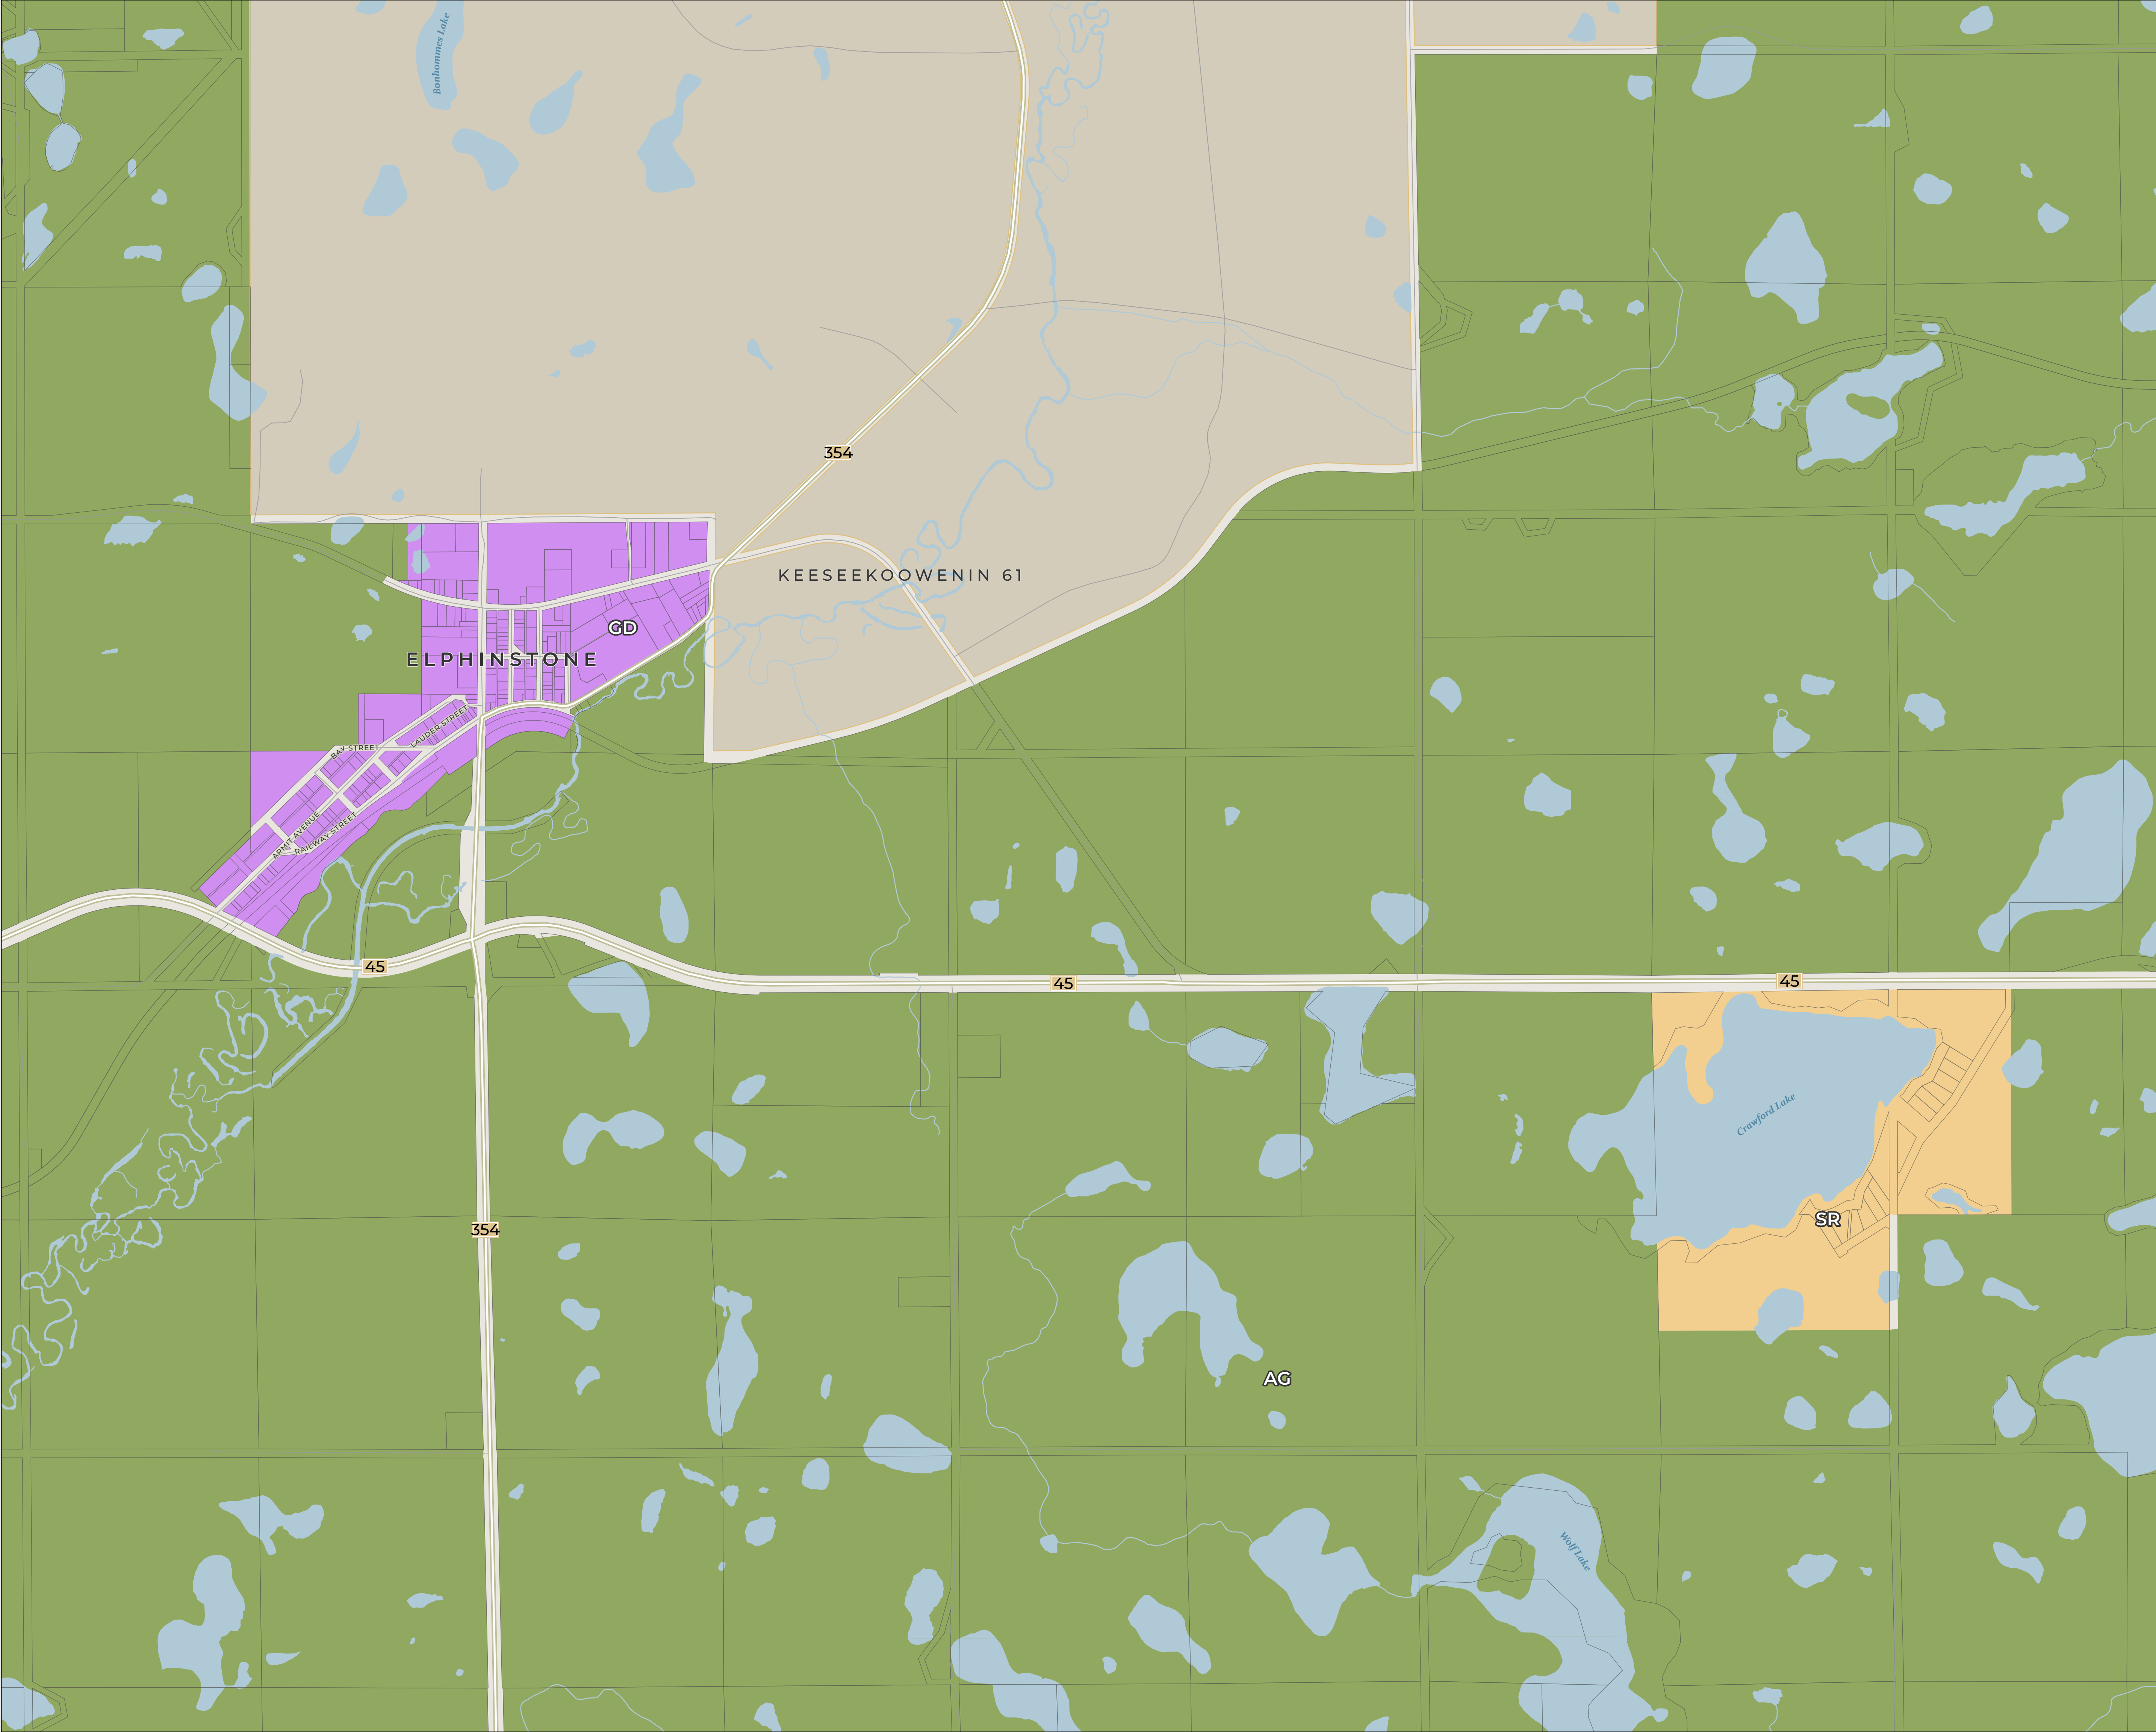 Bonhommes Lake
354
KEESEEKOOWENIN 61
GD
ELPHINSTONE
LAUDER STREET
RAY STREET
ARMIT AVENUE
RAILWAY STREET
45
45
45
Crawford Lake
354
SR
AG
Wolf Lake